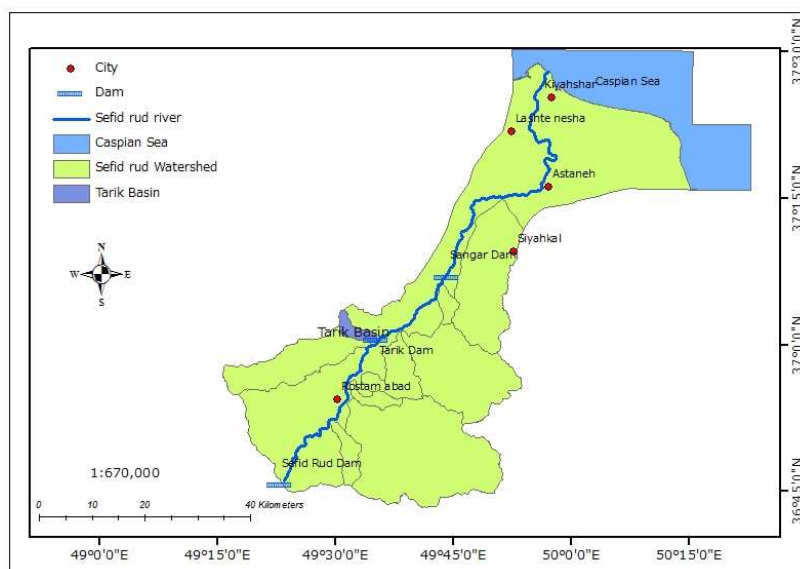 City
Dam
Sefid rud river
Caspian Sea
Sefid rud Watershed
Tarik Basin
Kiyahshar
Caspian Sea
Lashte nesha
Astaneh
Siyahkal
Sangar Dam
Tarik Basin
Tarik Dam
Rostam abad
Sefid Rud Dam
N
W
E
S
1:670,000
0 10 20 40 Kilometers
37°3'0"N
37°15'0"N
37°0'0"N
36°45'0"N
49°0'0"E 49°15'0"E 49°30'0"E 49°45'0"E 50°0'0"E 50°15'0"E